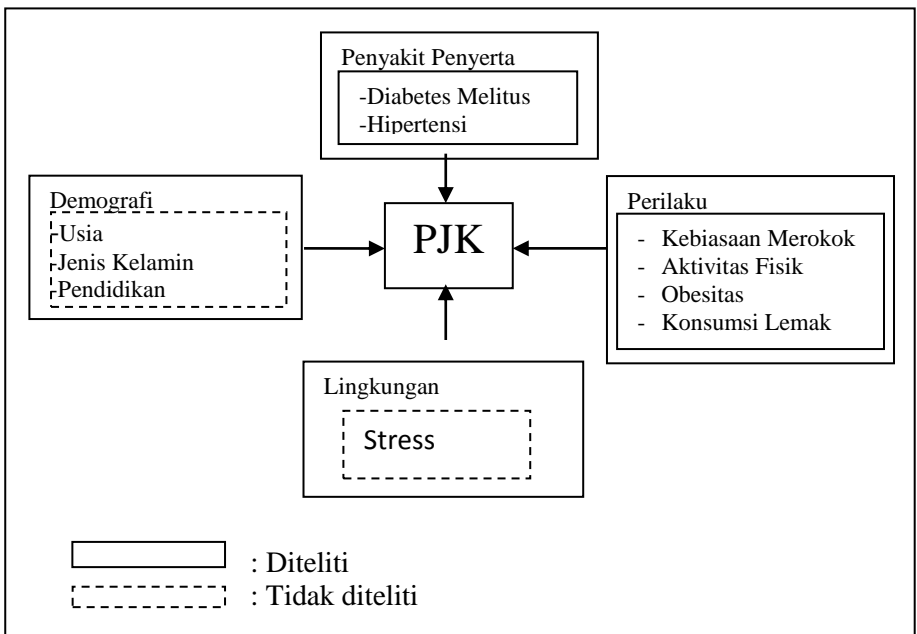 Penyakit Penyerta
-Diabetes Melitus
-Hipertensi
Demografi
-Usia
-Jenis Kelamin
-Pendidikan
PJK
Perilaku
- Kebiasaan Merokok
- Aktivitas Fisik
- Obesitas
- Konsumsi Lemak
Lingkungan
Stress
: Diteliti
: Tidak diteliti